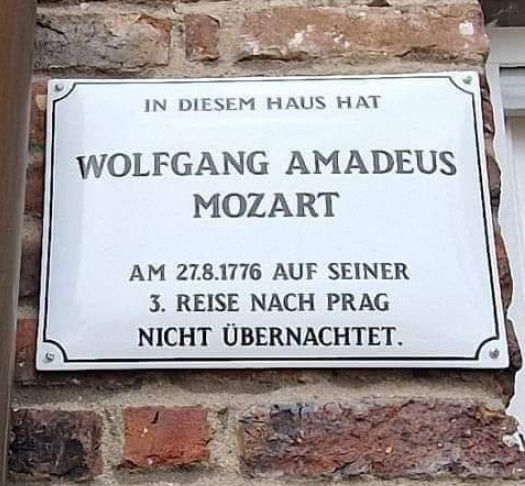 IN DIESEM HAUS HAT
WOLFGANG AMADEUS
MOZART
AM 27.8.1776 AUF SEINER
3. REISE NACH PRAG
NICHT ÜBERNACHTET.